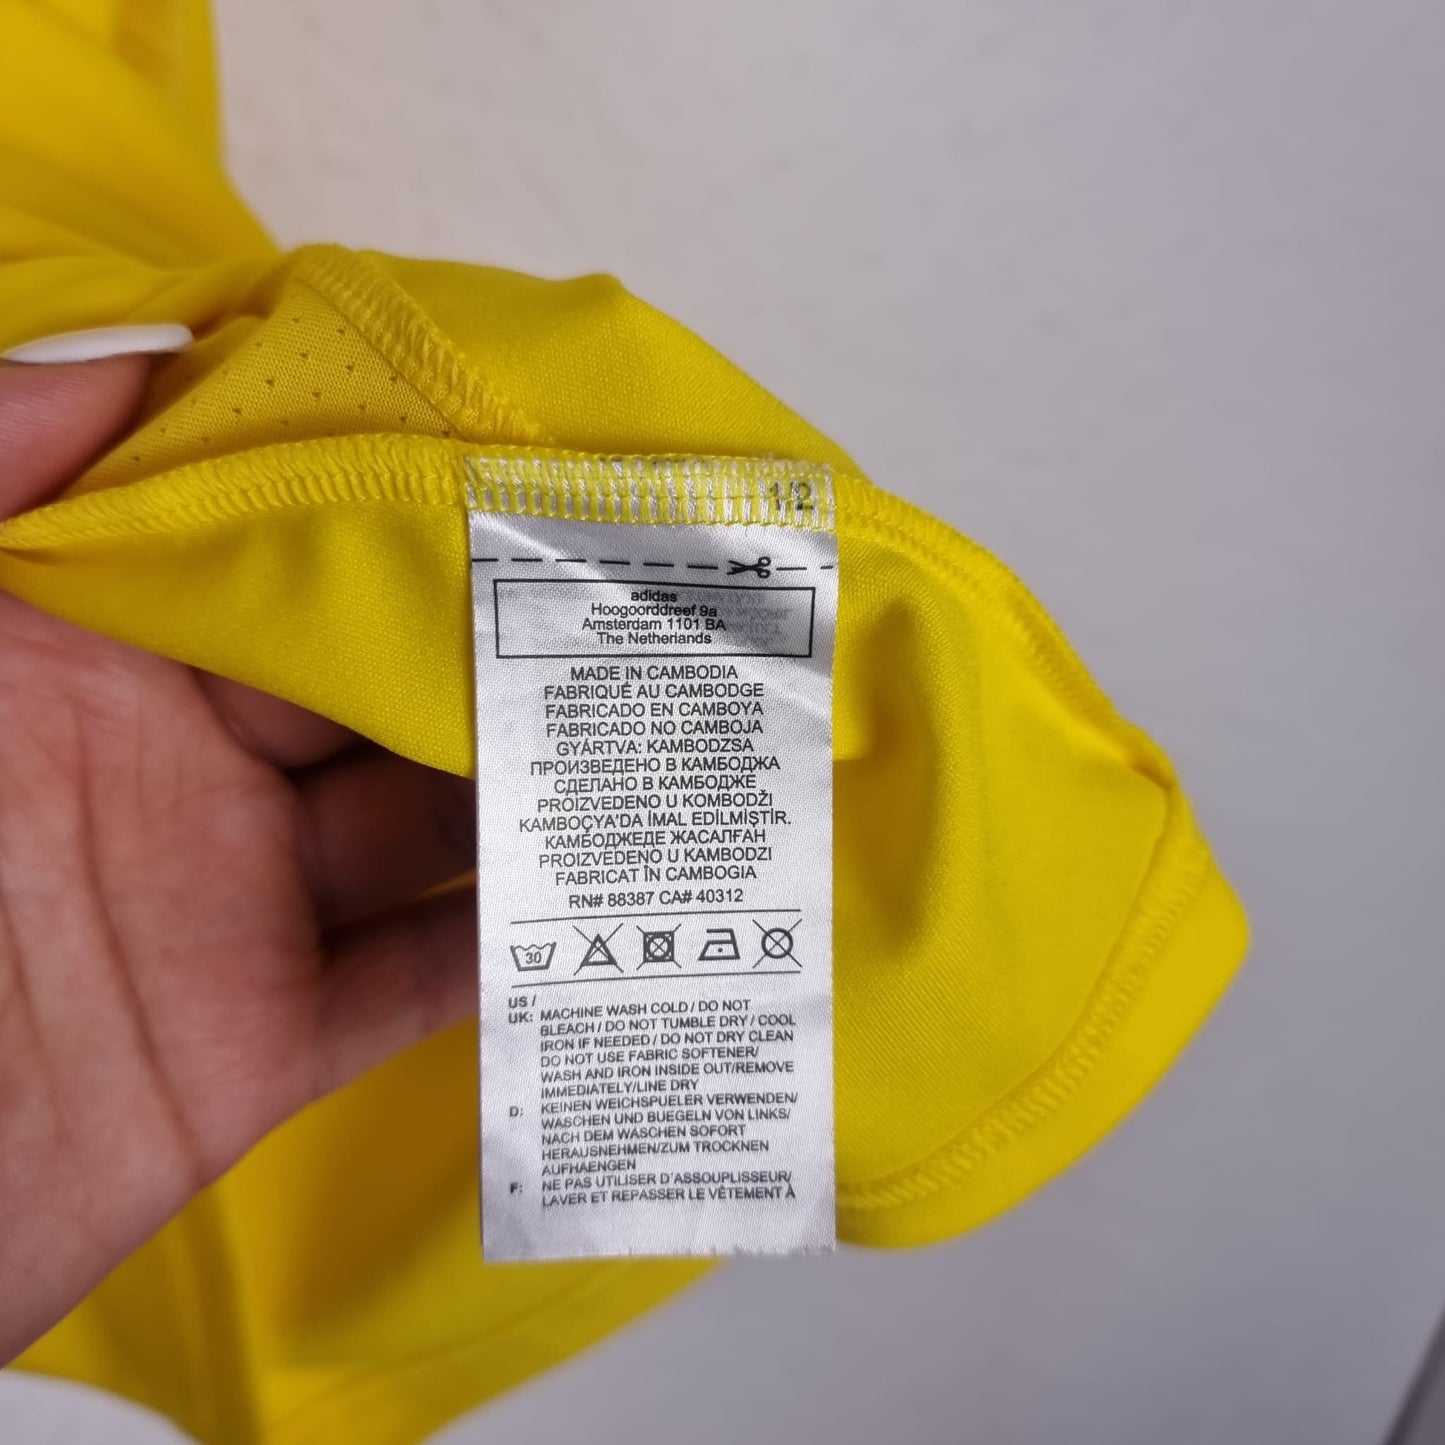 1/2
adidas
Hoogoorddreef 9a
Amsterdam 1101 BA
The Netherlands
MADE IN CAMBODIA
FABRIQUÉ AU CAMBODGE
FABRICADO EN CAMBOYA
FABRICADO NO CAMBOJA
GYÁRTVA: KAMBODZSA
ПРОИЗВЕДЕНО В КАМБОДЖА
СДЕЛАНО В КАМБОДЖЕ
PROIZVEDENO U KOMBODŽI
KAMBOÇYA'DA İMAL EDİLMİŞTİR.
КАМБОДЖЕДЕ ЖАСАЛҒАН
PROIZVEDENO U KAMBODZI
FABRICAT ÎN CAMBOGIA
RN# 88387 CA# 40312
30
US /
UK: MACHINE WASH COLD / DO NOT
BLEACH / DO NOT TUMBLE DRY / COOL
IRON IF NEEDED / DO NOT DRY CLEAN
DO NOT USE FABRIC SOFTENER/
WASH AND IRON INSIDE OUT/REMOVE
IMMEDIATELY/LINE DRY
D: KEINEN WEICHSPUELER VERWENDEN/
WASCHEN UND BUEGELN VON LINKS/
NACH DEM WASCHEN SOFORT
HERAUSNEHMEN/ZUM TROCKNEN
AUFHAENGEN
F: NE PAS UTILISER D'ASSOUPLISSEUR/
LAVER ET REPASSER LE VÊTEMENT À